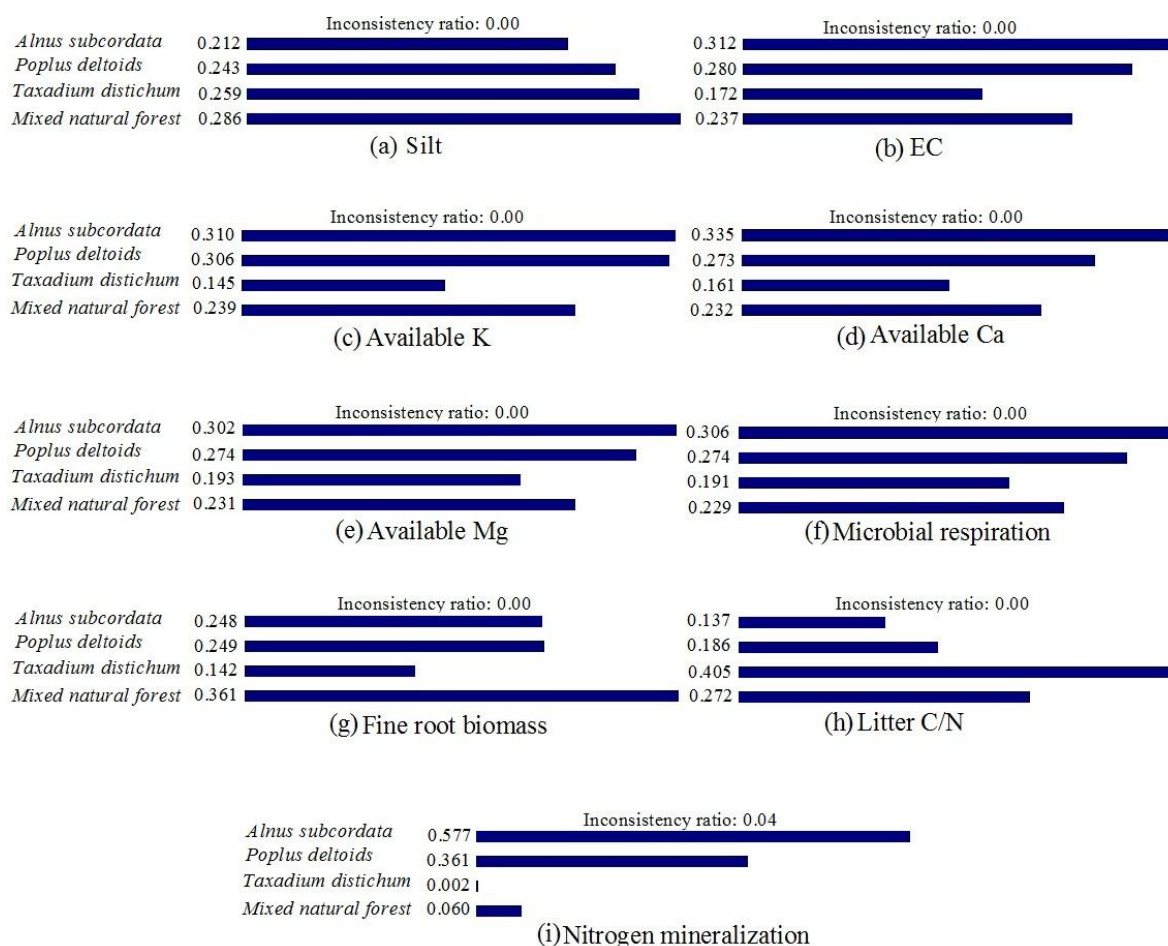 Inconsistency ratio: 0.00
Alnus subcordata 0.212
Poplus deltoids 0.243
Taxadium distichum 0.259
Mixed natural forest 0.286
(a) Silt
Inconsistency ratio: 0.00
0.312
0.280
0.172
0.237
(b) EC
Inconsistency ratio: 0.00
Alnus subcordata 0.310
Poplus deltoids 0.306
Taxadium distichum 0.145
Mixed natural forest 0.239
(c) Available K
Inconsistency ratio: 0.00
0.335
0.273
0.161
0.232
(d) Available Ca
Inconsistency ratio: 0.00
Alnus subcordata 0.302
Poplus deltoids 0.274
Taxadium distichum 0.193
Mixed natural forest 0.231
(e) Available Mg
Inconsistency ratio: 0.00
0.306
0.274
0.191
0.229
(f) Microbial respiration
Inconsistency ratio: 0.00
Alnus subcordata 0.248
Poplus deltoids 0.249
Taxadium distichum 0.142
Mixed natural forest 0.361
(g) Fine root biomass
Inconsistency ratio: 0.00
0.137
0.186
0.405
0.272
(h) Litter C/N
Inconsistency ratio: 0.04
Alnus subcordata 0.577
Poplus deltoids 0.361
Taxadium distichum 0.002
Mixed natural forest 0.060
(i) Nitrogen mineralization